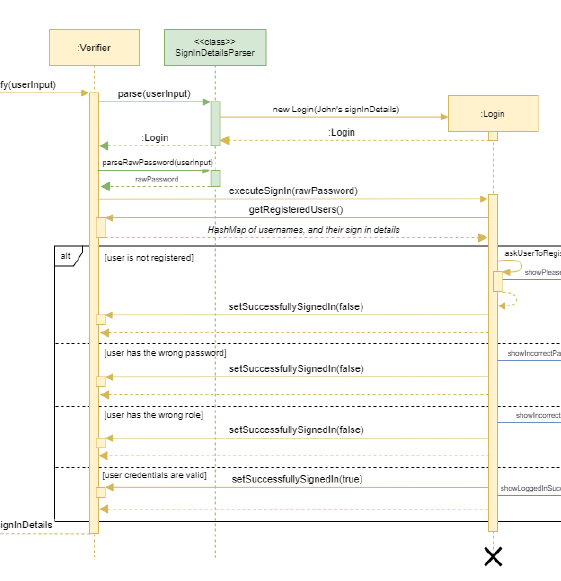 :Verifier
<<class>>
SignInDetailsParser
fy(userInput)
parse(userInput)
new Login(John's signInDetails)
:Login
:Login
:Login
parseRawPassword(userInput)
rawPassword
executeSignIn(rawPassword)
getRegisteredUsers()
HashMap of usernames, and their sign in details
alt
[user is not registered]
askUserToRegis
showPlease
setSuccessfullySignedIn(false)
[user has the wrong password]
showIncorrectPa
setSuccessfullySignedIn(false)
[user has the wrong role]
showIncorrect
setSuccessfullySignedIn(false)
[user credentials are valid]
setSuccessfullySignedIn(true)
showLoggedInSucc
ignInDetails